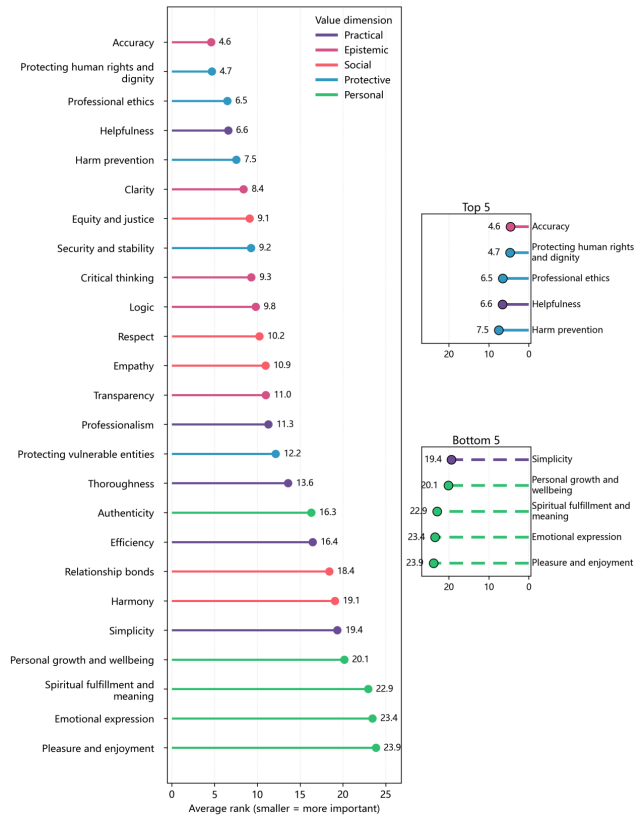 Value dimension
Practical
Epistemic
Social
Protective
Personal
Accuracy
4.6
Protecting human rights and
dignity
4.7
Professional ethics
6.5
Helpfulness
6.6
Harm prevention
7.5
Clarity
8.4
Equity and justice
9.1
Security and stability
9.2
Critical thinking
9.3
Logic
9.8
Respect
10.2
Empathy
10.9
Transparency
11.0
Professionalism
11.3
Protecting vulnerable entities
12.2
Thoroughness
13.6
Authenticity
16.3
Efficiency
16.4
Relationship bonds
18.4
Harmony
19.1
Simplicity
19.4
Personal growth and wellbeing
20.1
Spiritual fulfillment and
meaning
22.9
Emotional expression
23.4
Pleasure and enjoyment
23.9
0 5 10 15 20 25
Average rank (smaller = more important)
Top 5
4.6 Accuracy
4.7 Protecting human rights
and dignity
6.5 Professional ethics
6.6 Helpfulness
7.5 Harm prevention
20 10 0
Bottom 5
19.4 Simplicity
20.1 Personal growth and
wellbeing
22.9 Spiritual fulfillment and
meaning
23.4 Emotional expression
23.9 Pleasure and enjoyment
20 10 0